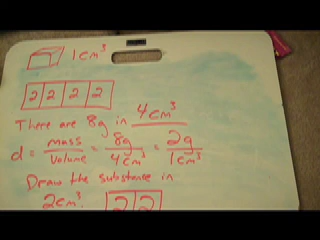 1cm³
2 2 2 2
There are 8g in 4cm³
d = mass/volume = 8g/4cm³ = 2g/1cm³
Draw the substance in
2cm³. 2 2